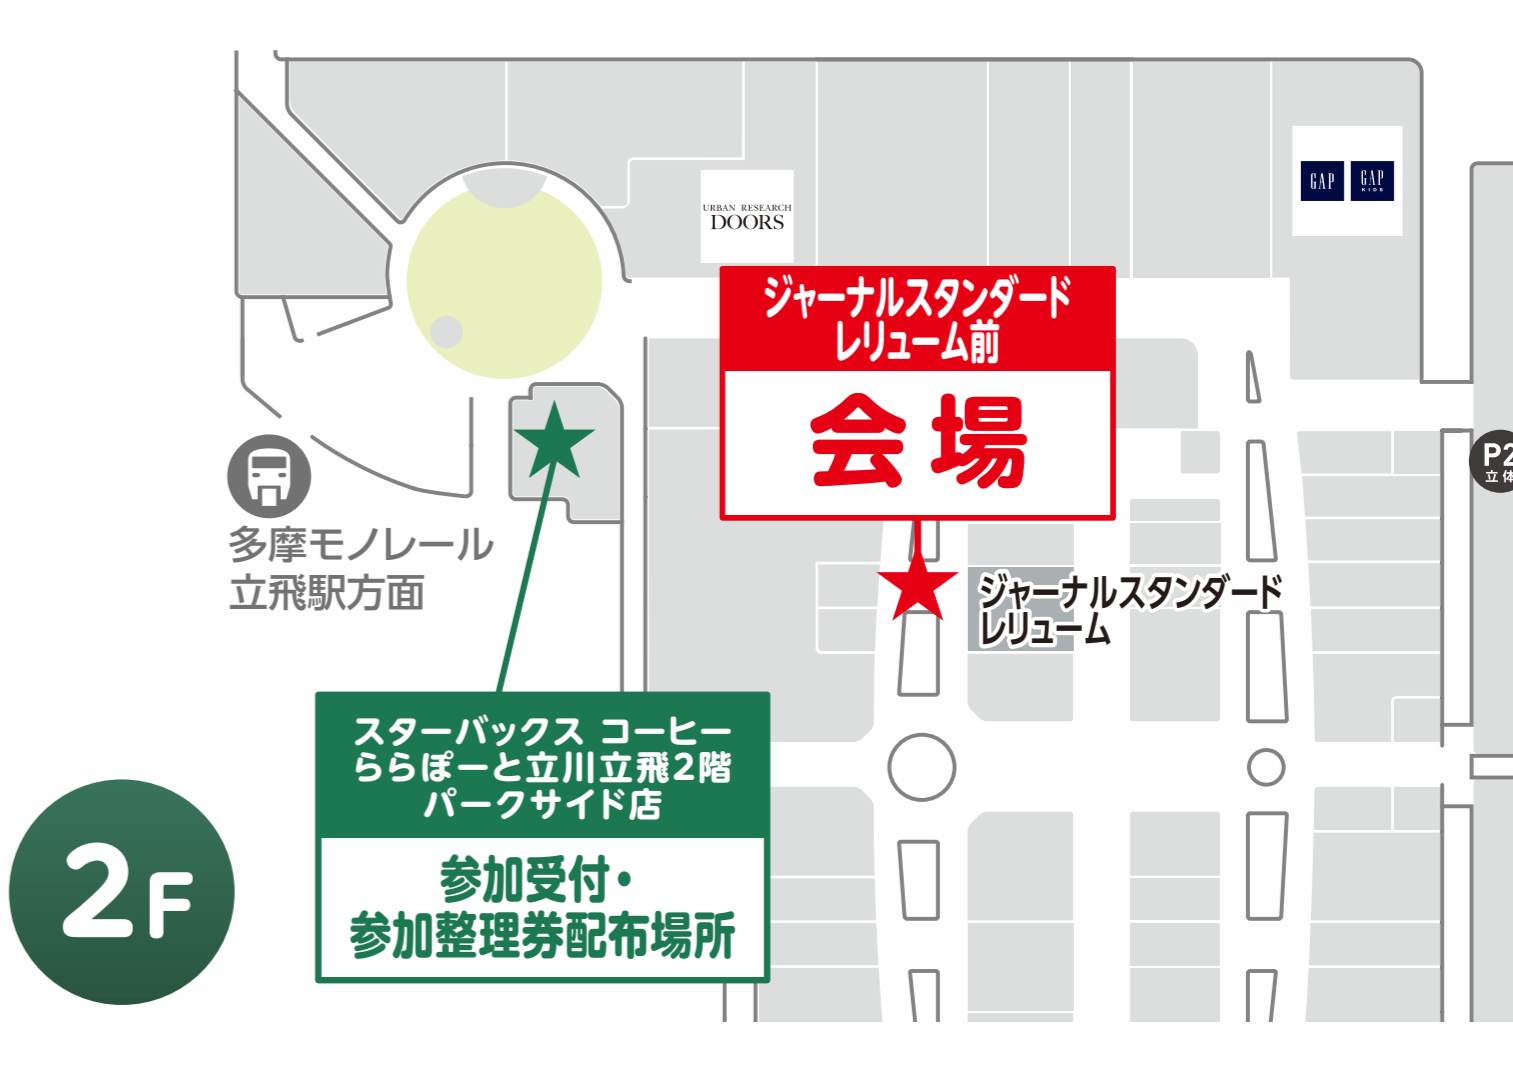 URBAN RESEARCH
DOORS
GAP
GAP
KIDS
ジャーナルスタンダード
レリューム前
会場
P2
立体
多摩モノレール
立飛駅方面
ジャーナルスタンダード
レリューム
スターバックス コーヒー
ららぽーと立川立飛2階
パークサイド店
参加受付・
参加整理券配布場所
2F